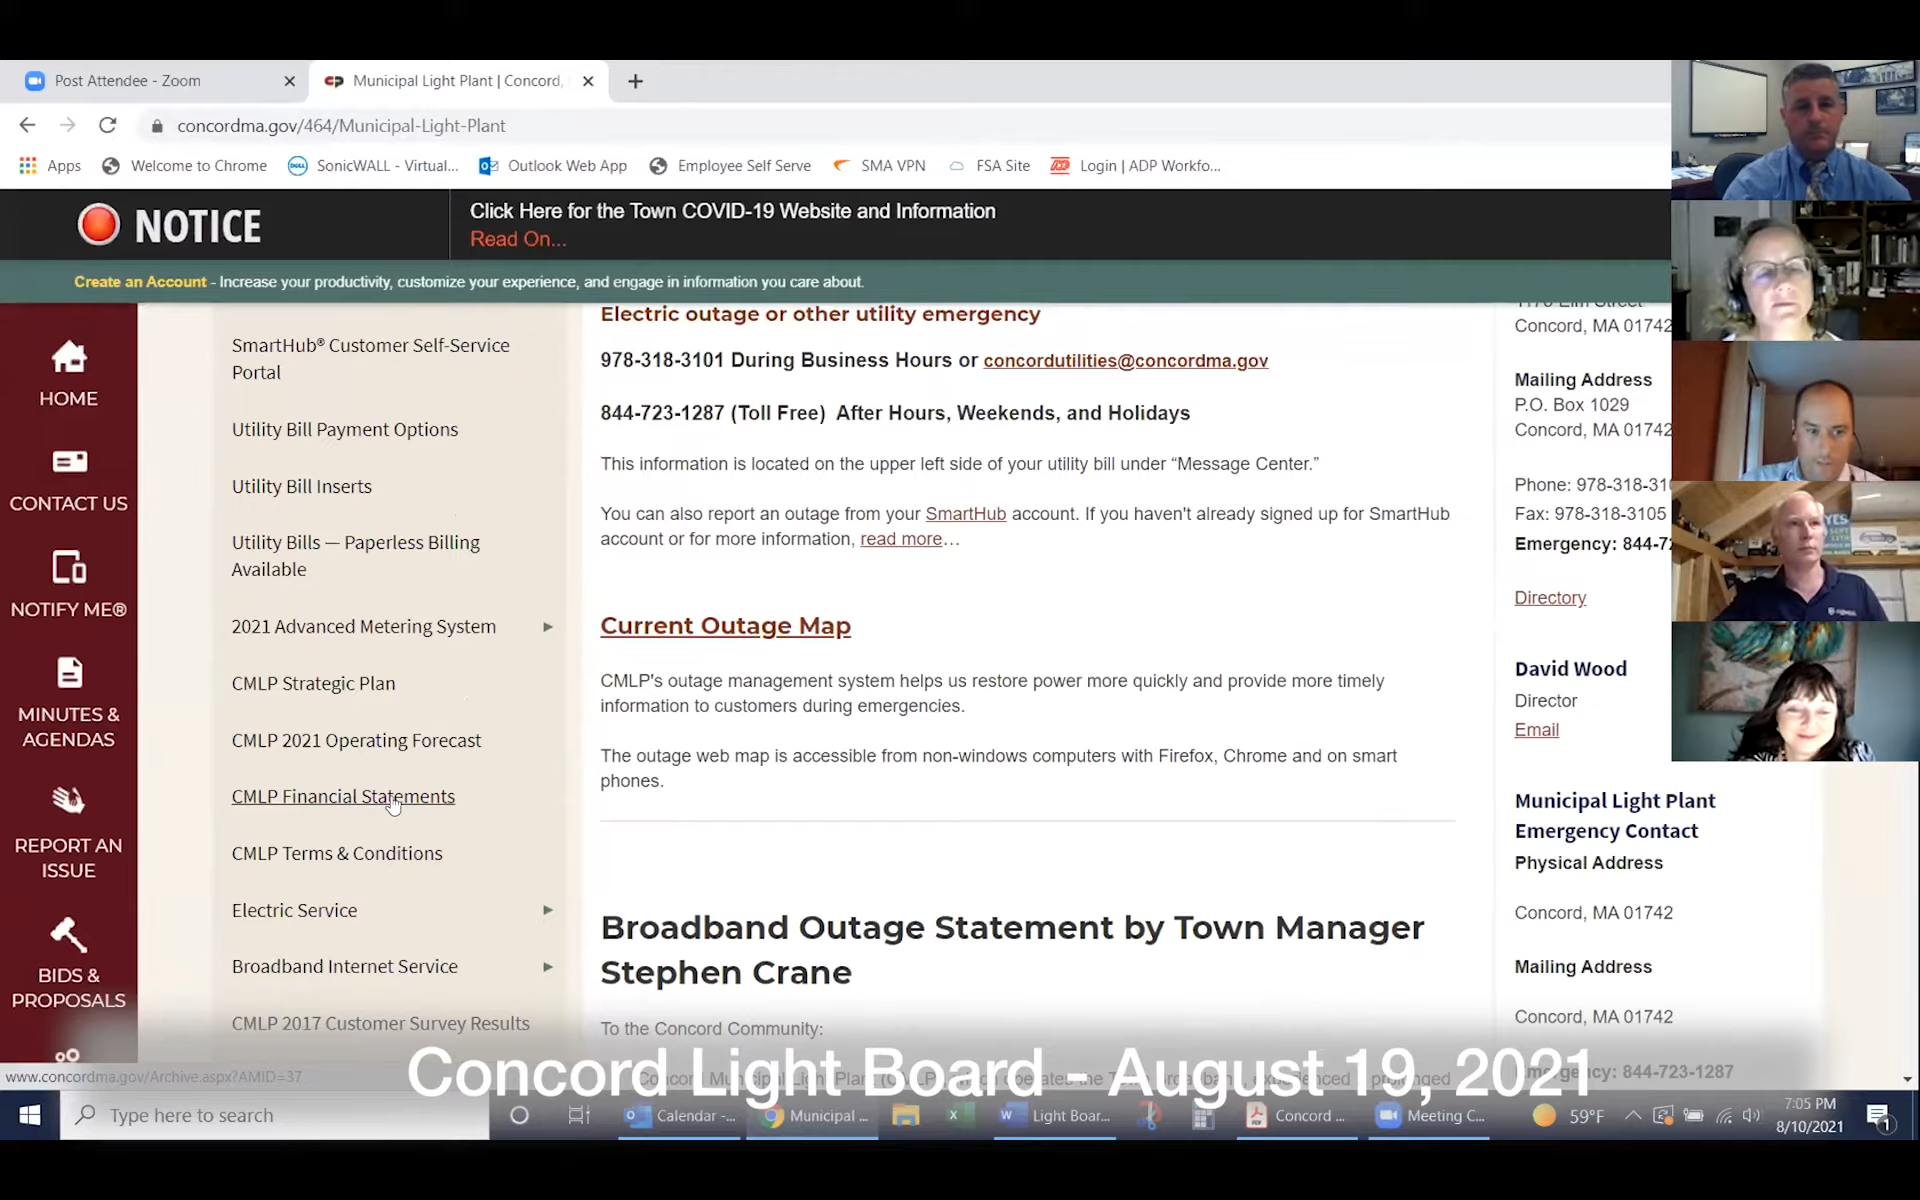 Post Attendee - Zoom
Municipal Light Plant | Concord,
concordma.gov/464/Municipal-Light-Plant
Apps
Welcome to Chrome
SonicWALL - Virtual...
Outlook Web App
Employee Self Serve
SMA VPN
FSA Site
Login | ADP Workfo...
NOTICE
Click Here for the Town COVID-19 Website and Information
Read On...
Create an Account - Increase your productivity, customize your experience, and engage in information you care about.
HOME
CONTACT US
NOTIFY ME®
MINUTES &
AGENDAS
REPORT AN
ISSUE
BIDS &
PROPOSALS
SmartHub® Customer Self-Service
Portal
Utility Bill Payment Options
Utility Bill Inserts
Utility Bills — Paperless Billing
Available
2021 Advanced Metering System
CMLP Strategic Plan
CMLP 2021 Operating Forecast
CMLP Financial Statements
CMLP Terms & Conditions
Electric Service
Broadband Internet Service
CMLP 2017 Customer Survey Results
Electric outage or other utility emergency
978-318-3101 During Business Hours or concordutilities@concordma.gov
844-723-1287 (Toll Free) After Hours, Weekends, and Holidays
This information is located on the upper left side of your utility bill under “Message Center.”
You can also report an outage from your SmartHub account. If you haven't already signed up for SmartHub
account or for more information, read more…
Current Outage Map
CMLP's outage management system helps us restore power more quickly and provide more timely
information to customers during emergencies.
The outage web map is accessible from non-windows computers with Firefox, Chrome and on smart
phones.
Broadband Outage Statement by Town Manager
Stephen Crane
To the Concord Community:
Concord, MA 01742
Mailing Address
P.O. Box 1029
Concord, MA 01742
Phone: 978-318-31
Fax: 978-318-3105
Emergency: 844-72
Directory
David Wood
Director
Email
Municipal Light Plant
Emergency Contact
Physical Address
Concord, MA 01742
Mailing Address
Concord, MA 01742
Emergency: 844-723-1287
YES
www.concordma.gov/Archive.aspx?AMID=37
Concord Light Board - August 19, 2021
Type here to search
Calendar -...
Municipal ...
Light Boar...
Concord ...
Meeting C...
59°F
7:05 PM
8/10/2021
1